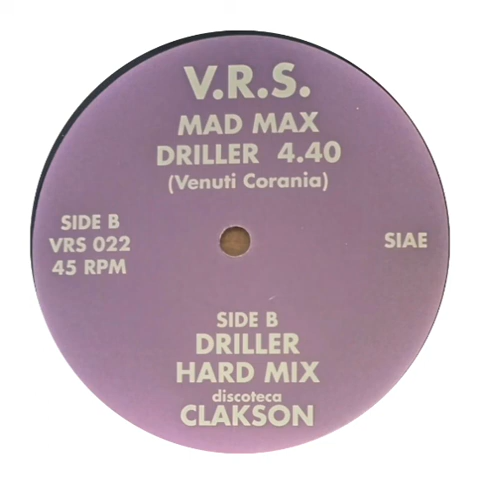 V.R.S.
MAD MAX
DRILLER 4.40
(Venuti Corania)
SIDE B
VRS 022
45 RPM
SIAE
SIDE B
DRILLER
HARD MIX
discoteca
CLAKSON